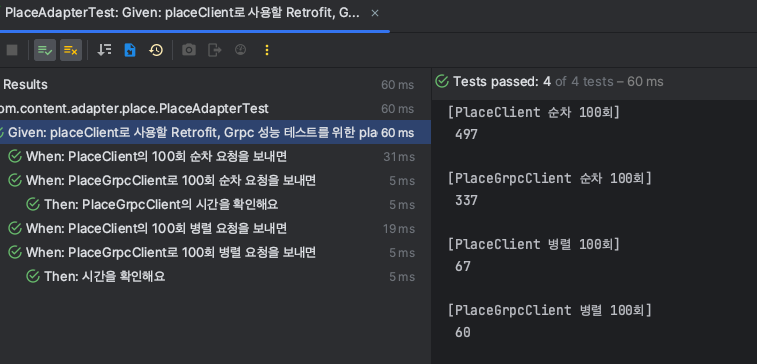 PlaceAdapterTest: Given: placeClient로 사용할 Retrofit, G...
Results 60 ms
om.content.adapter.place.PlaceAdapterTest 60 ms
Given: placeClient로 사용할 Retrofit, Grpc 성능 테스트를 위한 pla 60 ms
When: PlaceClient의 100회 순차 요청을 보내면 31 ms
When: PlaceGrpcClient로 100회 순차 요청을 보내면 5 ms
Then: PlaceGrpcClient의 시간을 확인해요 5 ms
When: PlaceClient의 100회 병렬 요청을 보내면 19 ms
When: PlaceGrpcClient로 100회 병렬 요청을 보내면 5 ms
Then: 시간을 확인해요 5 ms
Tests passed: 4 of 4 tests – 60 ms
[PlaceClient 순차 100회]
497
[PlaceGrpcClient 순차 100회]
337
[PlaceClient 병렬 100회]
67
[PlaceGrpcClient 병렬 100회]
60